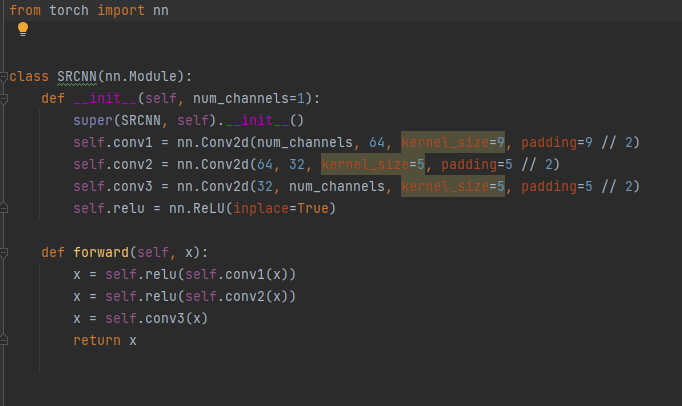 from torch import nn
class SRCNN(nn.Module):
    def __init__(self, num_channels=1):
        super(SRCNN, self).__init__()
        self.conv1 = nn.Conv2d(num_channels, 64, kernel_size=9, padding=9 // 2)
        self.conv2 = nn.Conv2d(64, 32, kernel_size=5, padding=5 // 2)
        self.conv3 = nn.Conv2d(32, num_channels, kernel_size=5, padding=5 // 2)
        self.relu = nn.ReLU(inplace=True)
    def forward(self, x):
        x = self.relu(self.conv1(x))
        x = self.relu(self.conv2(x))
        x = self.conv3(x)
        return x